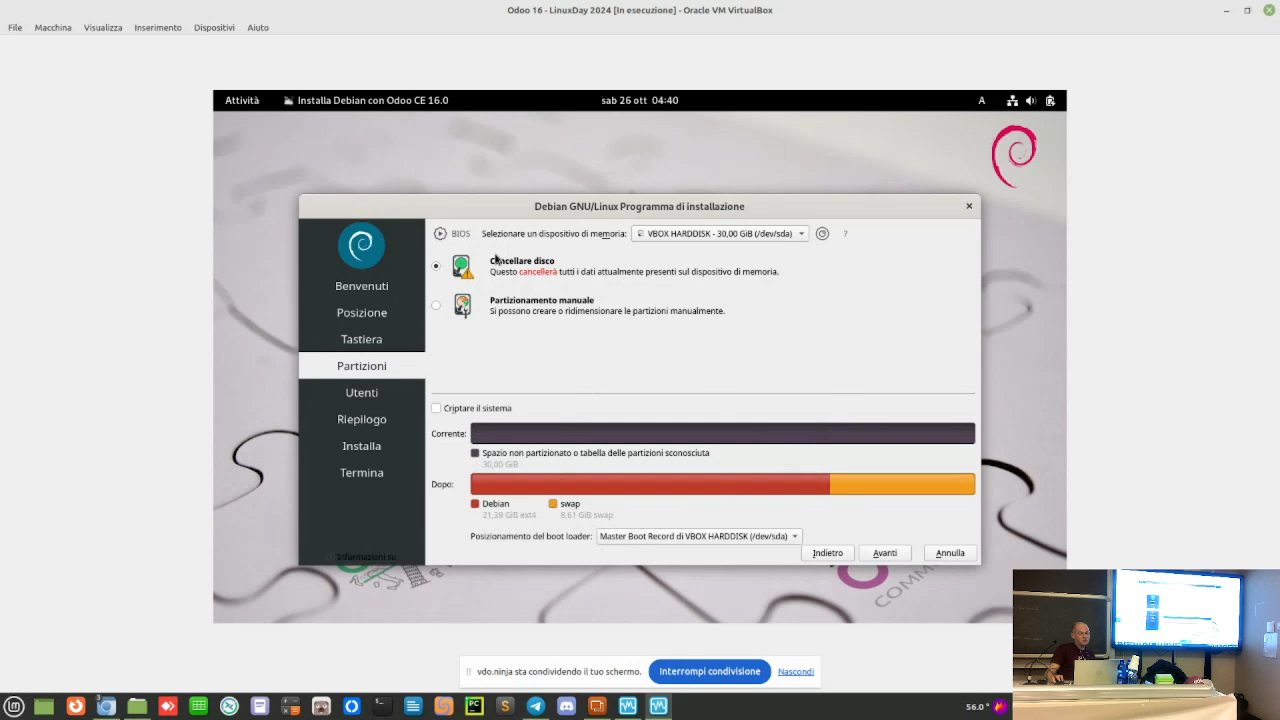 Odoo 16 - LinuxDay 2024 [In esecuzione] - Oracle VM VirtualBox
File Macchina Visualizza Inserimento Dispositivi Aiuto
Attività Installa Debian con Odoo CE 16.0 sab 26 ott 04:40 A
Debian GNU/Linux Programma di installazione
BIOS Selezionare un dispositivo di memoria: VBOX HARDDISK - 30,00 GiB (/dev/sda) ?
Benvenuti
Posizione
Tastiera
Partizioni
Utenti
Riepilogo
Installa
Termina
Informazioni su
Cancellare disco
Questo cancellerà tutti i dati attualmente presenti sul dispositivo di memoria.
Partizionamento manuale
Si possono creare o ridimensionare le partizioni manualmente.
Criptare il sistema
Corrente:
Spazio non partizionato o tabella delle partizioni sconosciuta
30,00 GiB
Dopo:
Debian swap
21,39 GiB ext4 8,61 GiB swap
Posizionamento del boot loader: Master Boot Record di VBOX HARDDISK (/dev/sda)
Indietro Avanti Annulla
COMM
vdo.ninja sta condividendo il tuo schermo. Interrompi condivisione Nascondi
3
PC
S
56.0 °